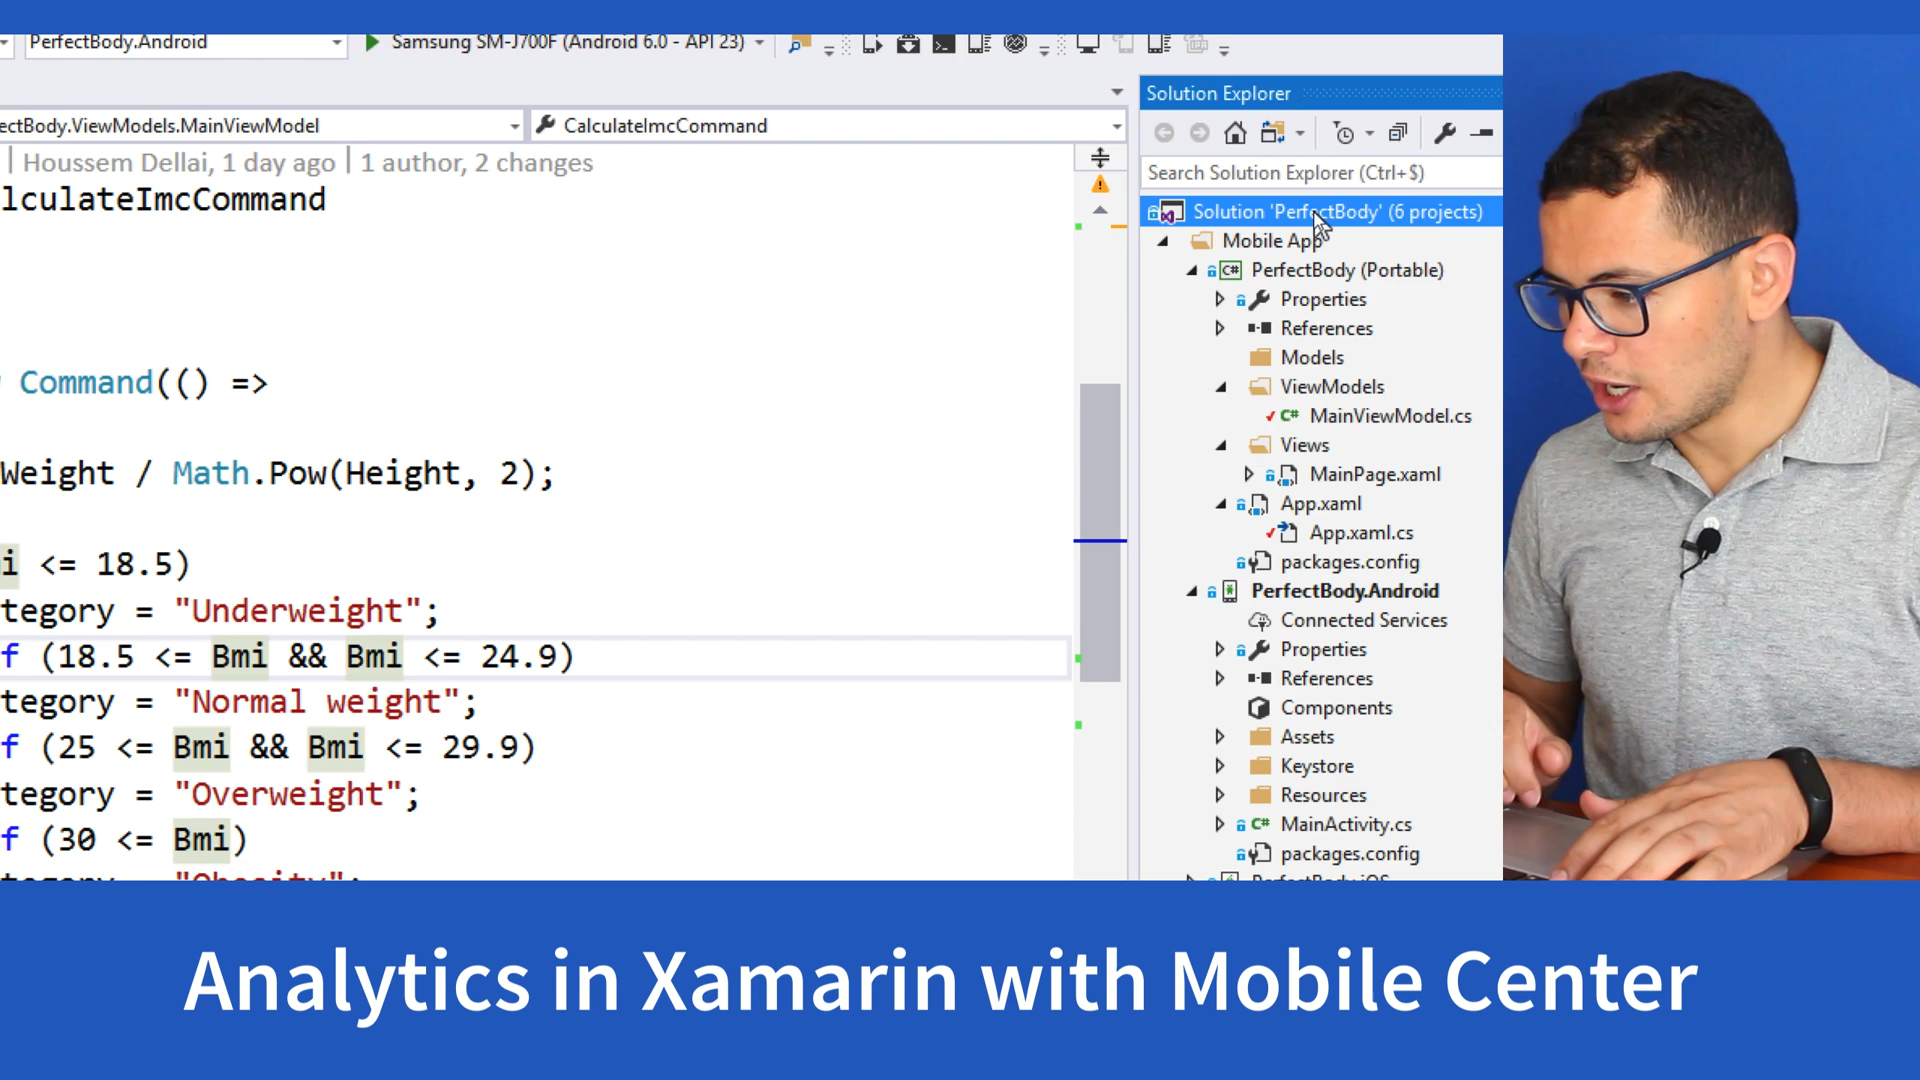 PerfectBody.Android
Samsung SM-J700F (Android 6.0 - API 23)
ectBody.ViewModels.MainViewModel
CalculateImcCommand
Houssem Dellai, 1 day ago | 1 author, 2 changes
lculateImcCommand
Command(() =>
Weight / Math.Pow(Height, 2);
i <= 18.5)
tegory = "Underweight";
f (18.5 <= Bmi && Bmi <= 24.9)
tegory = "Normal weight";
f (25 <= Bmi && Bmi <= 29.9)
tegory = "Overweight";
f (30 <= Bmi)
tegory = "Obesity";
Solution Explorer
Search Solution Explorer (Ctrl+$)
Solution 'PerfectBody' (6 projects)
Mobile App
PerfectBody (Portable)
Properties
References
Models
ViewModels
MainViewModel.cs
Views
MainPage.xaml
App.xaml
App.xaml.cs
packages.config
PerfectBody.Android
Connected Services
Properties
References
Components
Assets
Keystore
Resources
MainActivity.cs
packages.config
PerfectBody.iOS
Analytics in Xamarin with Mobile Center